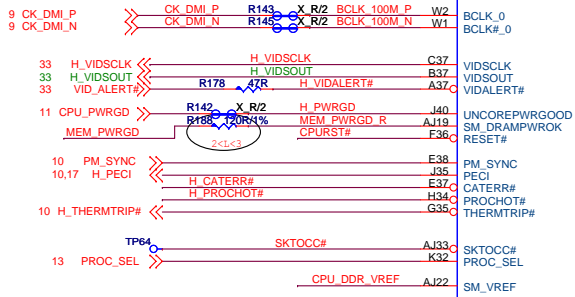 9 CK_DMI_P CK_DMI_P R143 X_R/2 BCLK_100M_P W2 BCLK_0
9 CK_DMI_N CK_DMI_N R145 X_R/2 BCLK_100M_N W1 BCLK#_0
33 H_VIDSCLK H_VIDSCLK C37 VIDSCLK
33 H_VIDSOUT H_VIDSOUT B37 VIDSOUT
33 VID_ALERT# R178 47R H_VIDALERT# A37 VIDALERT#
11 CPU_PWRGD R142 X_R/2 H_PWRGD J40 UNCOREPWRGOOD
MEM_PWRGD R188 120R/1% MEM_PWRGD_R AJ19 SM_DRAMPWROK
2<L<3 CPURST# F36 RESET#
10 PM_SYNC E38 PM_SYNC
10,17 H_PECI J35 PECI
H_CATERR# E37 CATERR#
H_PROCHOT# H34 PROCHOT#
10 H_THERMTRIP# G35 THERMTRIP#
TP64 SKTOCC# AJ33 SKTOCC#
13 PROC_SEL K32 PROC_SEL
CPU_DDR_VREF AJ22 SM_VREF